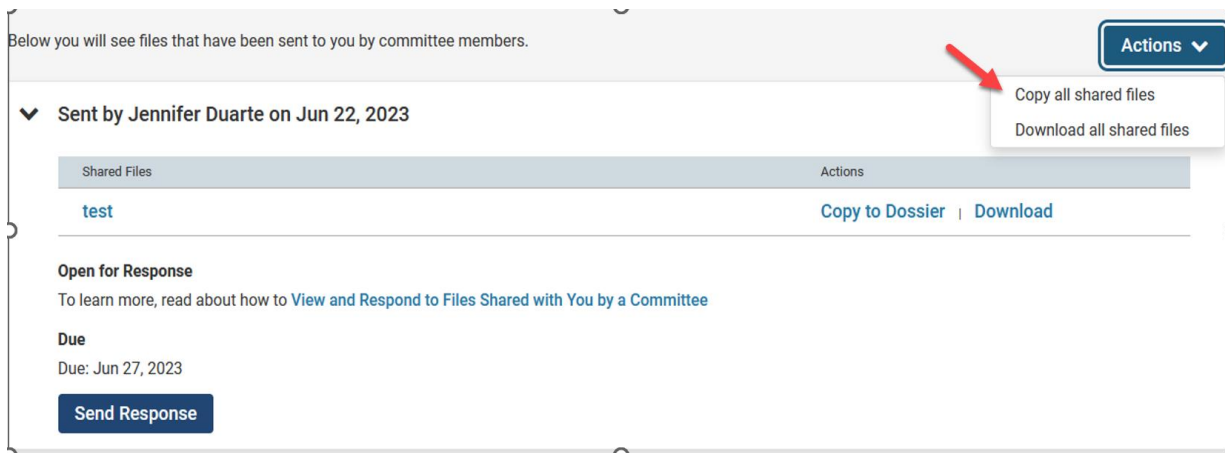 Below you will see files that have been sent to you by committee members.
Actions
Copy all shared files
Download all shared files
Sent by Jennifer Duarte on Jun 22, 2023
Shared Files Actions
test Copy to Dossier | Download
Open for Response
To learn more, read about how to View and Respond to Files Shared with You by a Committee
Due
Due: Jun 27, 2023
Send Response